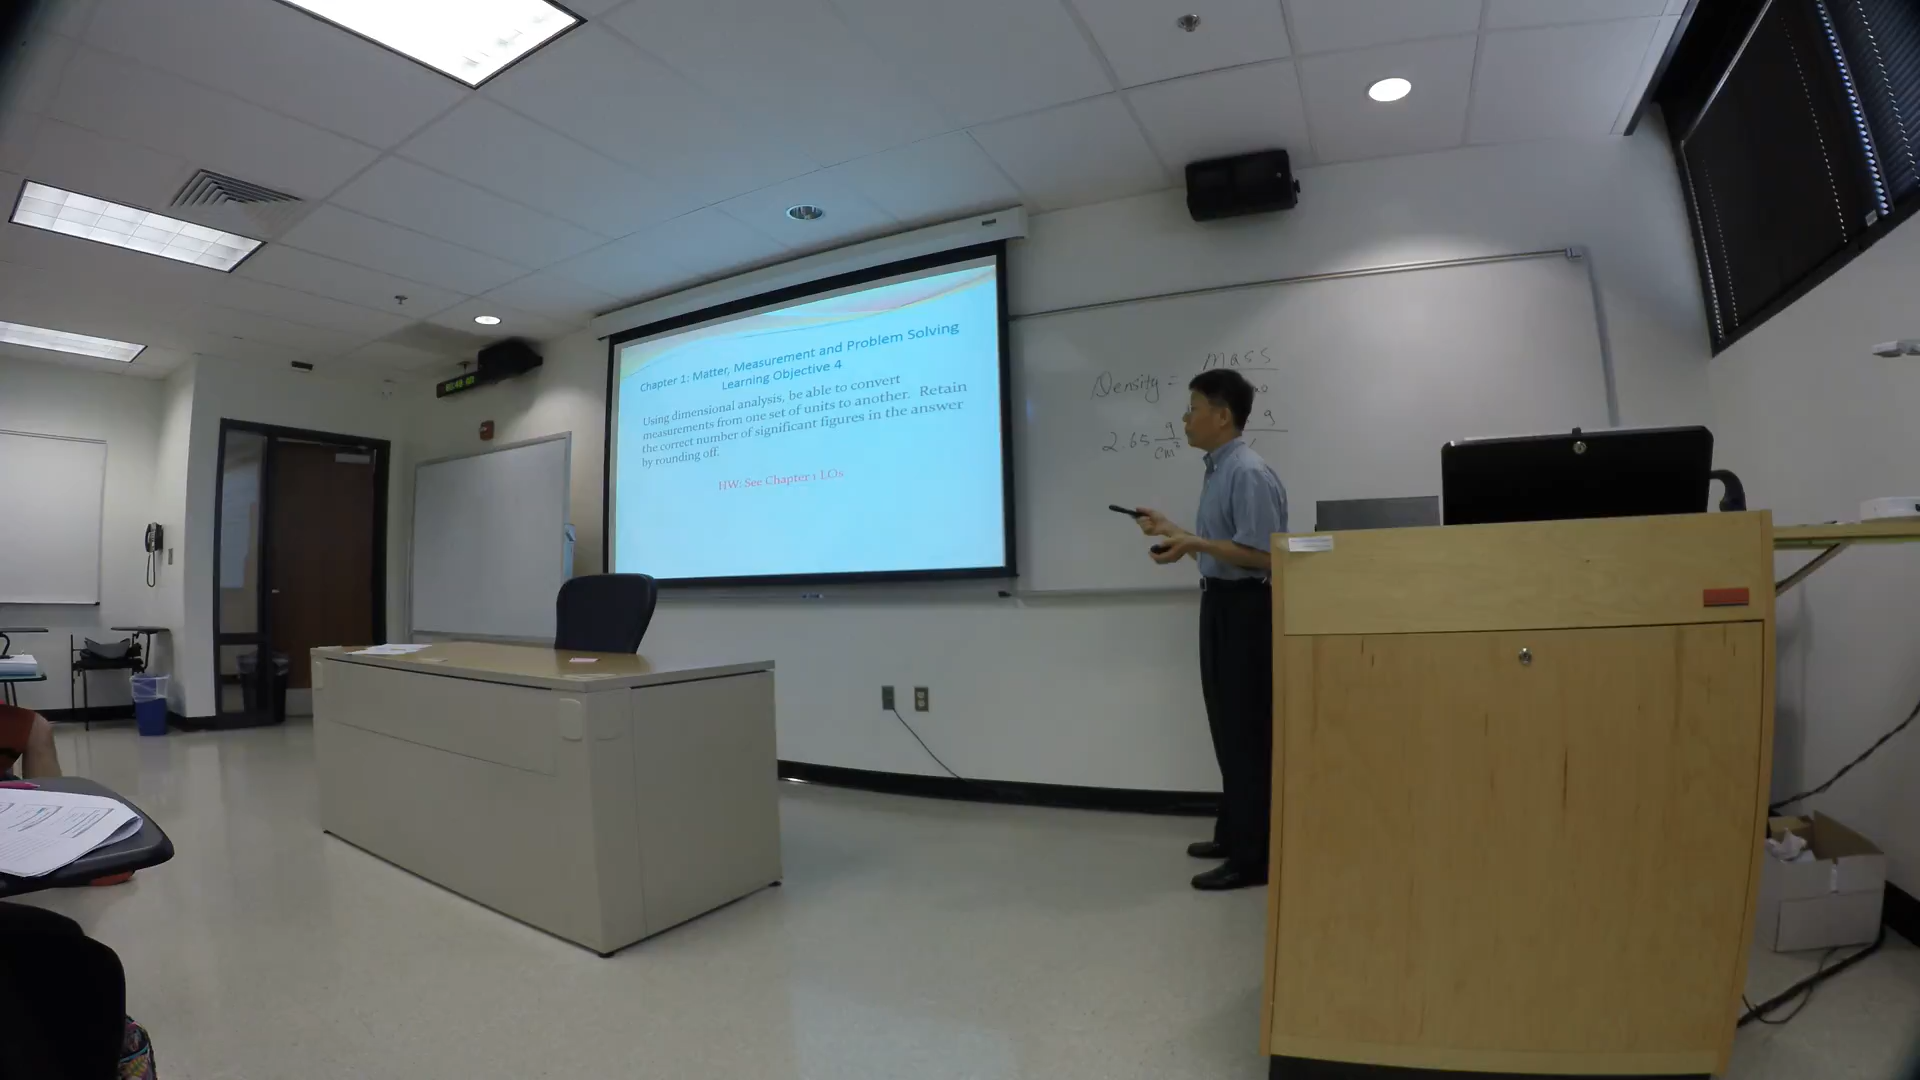 Chapter 1: Matter, Measurement and Problem Solving
Learning Objective 4
Using dimensional analysis, be able to convert
measurements from one set of units to another. Retain
the correct number of significant figures in the answer
by rounding off.
HW: See Chapter 1 LOs
Mass
Density =
2.65 g
cm³
g